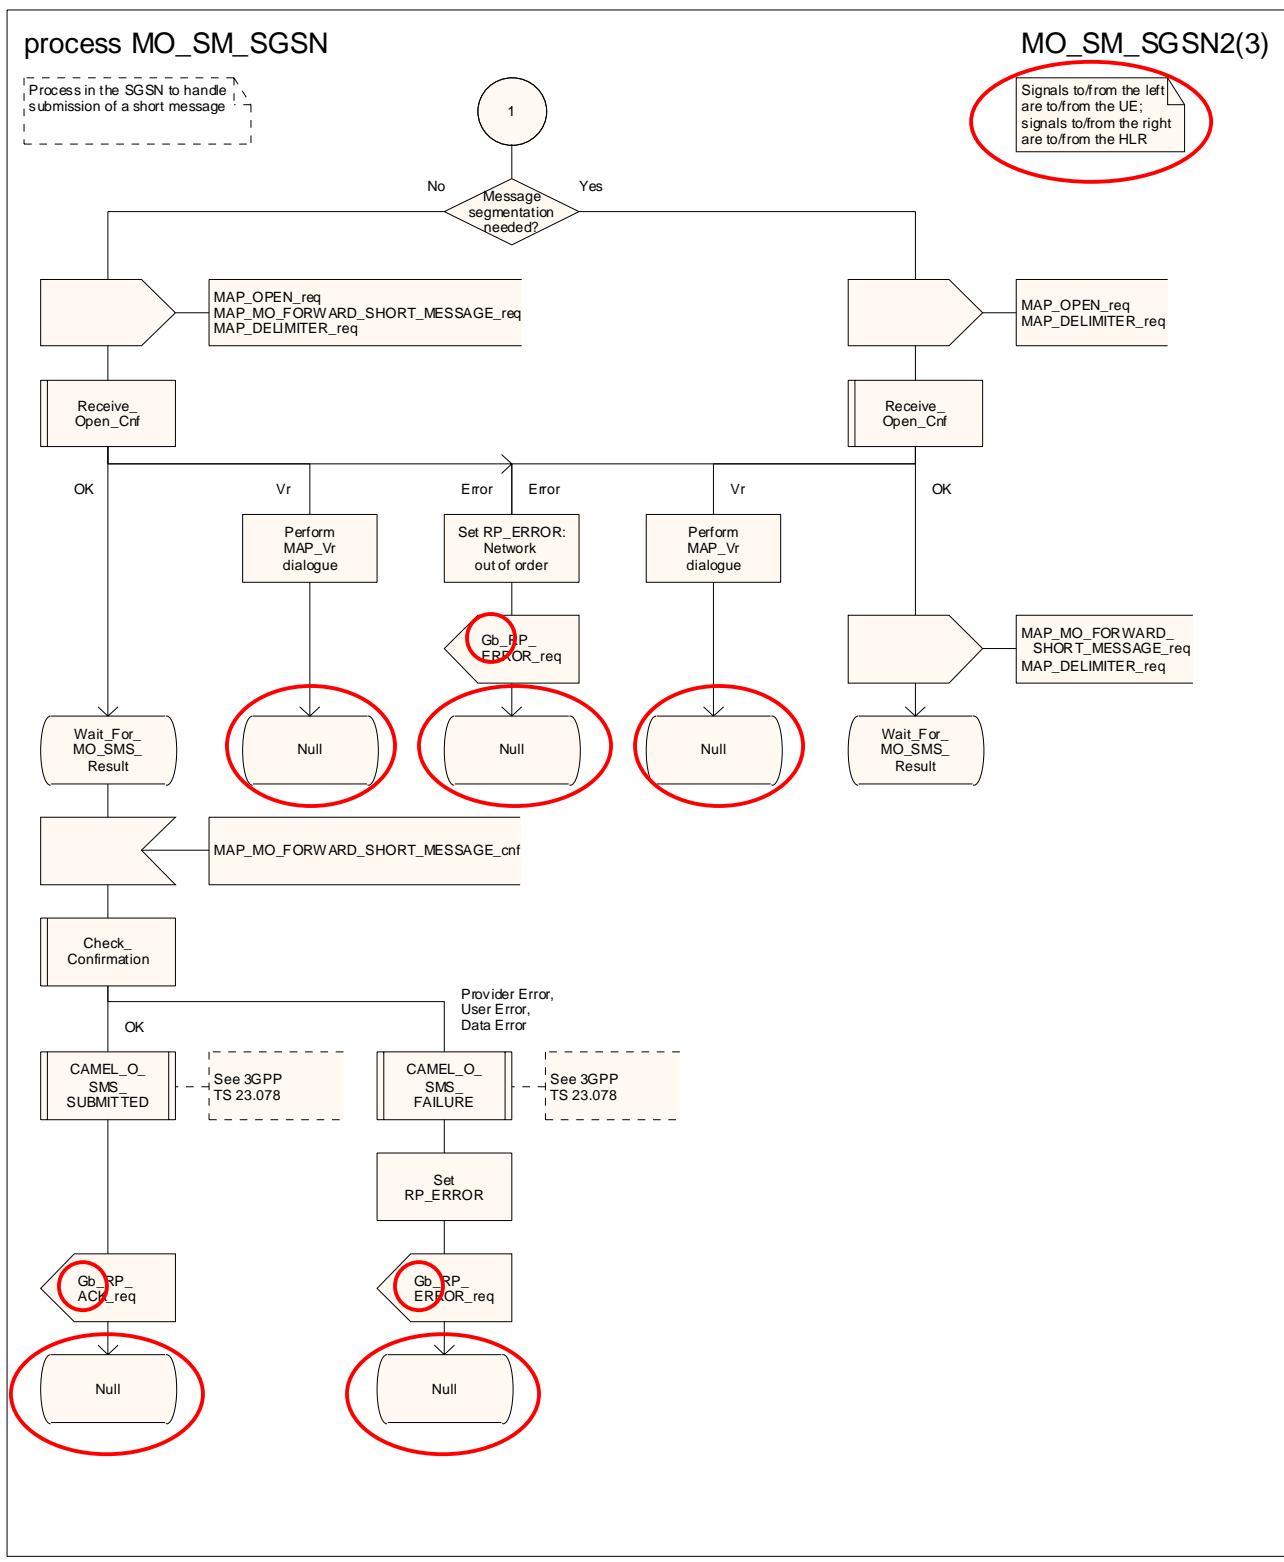 process MO_SM_SGSN
MO_SM_SGSN2(3)
Process in the SGSN to handle
submission of a short message
Signals to/from the left
are to/from the UE;
signals to/from the right
are to/from the HLR
1
No
Yes
Message
segmentation
needed?
MAP_OPEN_req
MAP_MO_FORWARD_SHORT_MESSAGE_req
MAP_DELIMITER_req
MAP_OPEN_req
MAP_DELIMITER_req
Receive_
Open_Cnf
Receive_
Open_Cnf
OK
Vr
Error
Error
Vr
OK
Perform
MAP_Vr
dialogue
Set RP_ERROR:
Network
out of order
Perform
MAP_Vr
dialogue
Gb_RP_
ERROR_req
MAP_MO_FORWARD_
SHORT_MESSAGE_req
MAP_DELIMITER_req
Wait_For_
MO_SMS_
Result
Null
Null
Null
Wait_For_
MO_SMS_
Result
MAP_MO_FORWARD_SHORT_MESSAGE_cnf
Check_
Confirmation
Provider Error,
User Error,
Data Error
OK
CAMEL_O_
SMS_
SUBMITTED
See 3GPP
TS 23.078
CAMEL_O_
SMS_
FAILURE
See 3GPP
TS 23.078
Set
RP_ERROR
Gb_RP_
ACK_req
Gb_RP_
ERROR_req
Null
Null